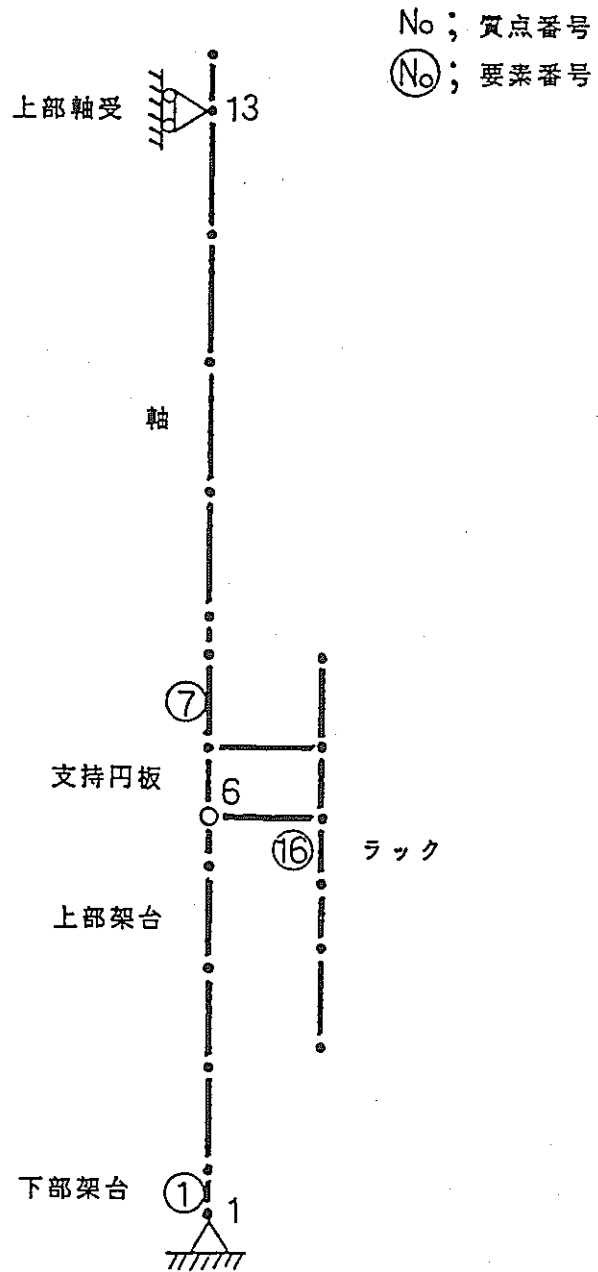 No ; 質点番号
No ; 要素番号
上部軸受
13
軸
7
支持円板
6
16
ラック
上部架台
下部架台
1
1